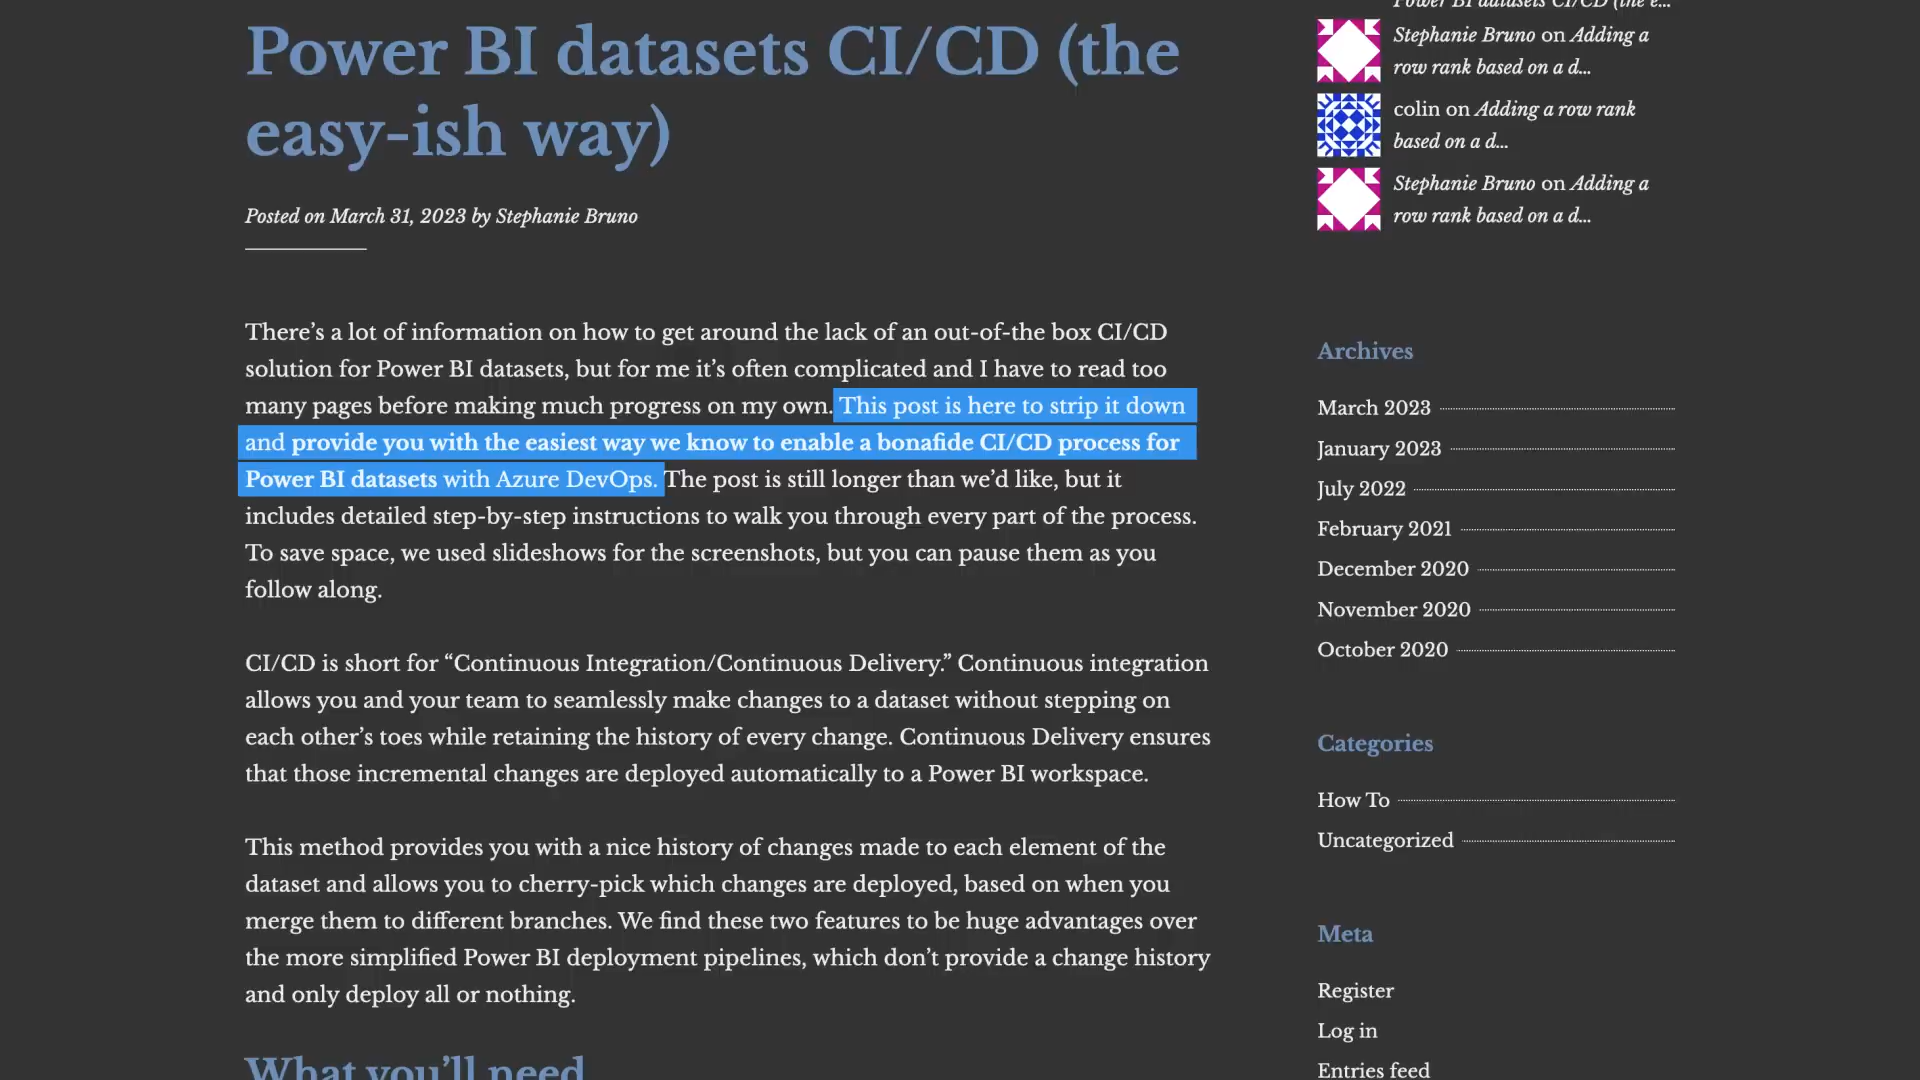 Power BI datasets CI/CD (the
easy-ish way)
Posted on March 31, 2023 by Stephanie Bruno
There’s a lot of information on how to get around the lack of an out-of-the box CI/CD
solution for Power BI datasets, but for me it’s often complicated and I have to read too
many pages before making much progress on my own. This post is here to strip it down
and provide you with the easiest way we know to enable a bonafide CI/CD process for
Power BI datasets with Azure DevOps. The post is still longer than we’d like, but it
includes detailed step-by-step instructions to walk you through every part of the process.
To save space, we used slideshows for the screenshots, but you can pause them as you
follow along.
CI/CD is short for “Continuous Integration/Continuous Delivery.” Continuous integration
allows you and your team to seamlessly make changes to a dataset without stepping on
each other’s toes while retaining the history of every change. Continuous Delivery ensures
that those incremental changes are deployed automatically to a Power BI workspace.
This method provides you with a nice history of changes made to each element of the
dataset and allows you to cherry-pick which changes are deployed, based on when you
merge them to different branches. We find these two features to be huge advantages over
the more simplified Power BI deployment pipelines, which don’t provide a change history
and only deploy all or nothing.
What you’ll need
Power BI datasets CI/CD (the e...
Stephanie Bruno on Adding a
row rank based on a d...
colin on Adding a row rank
based on a d...
Stephanie Bruno on Adding a
row rank based on a d...
Archives
March 2023
January 2023
July 2022
February 2021
December 2020
November 2020
October 2020
Categories
How To
Uncategorized
Meta
Register
Log in
Entries feed